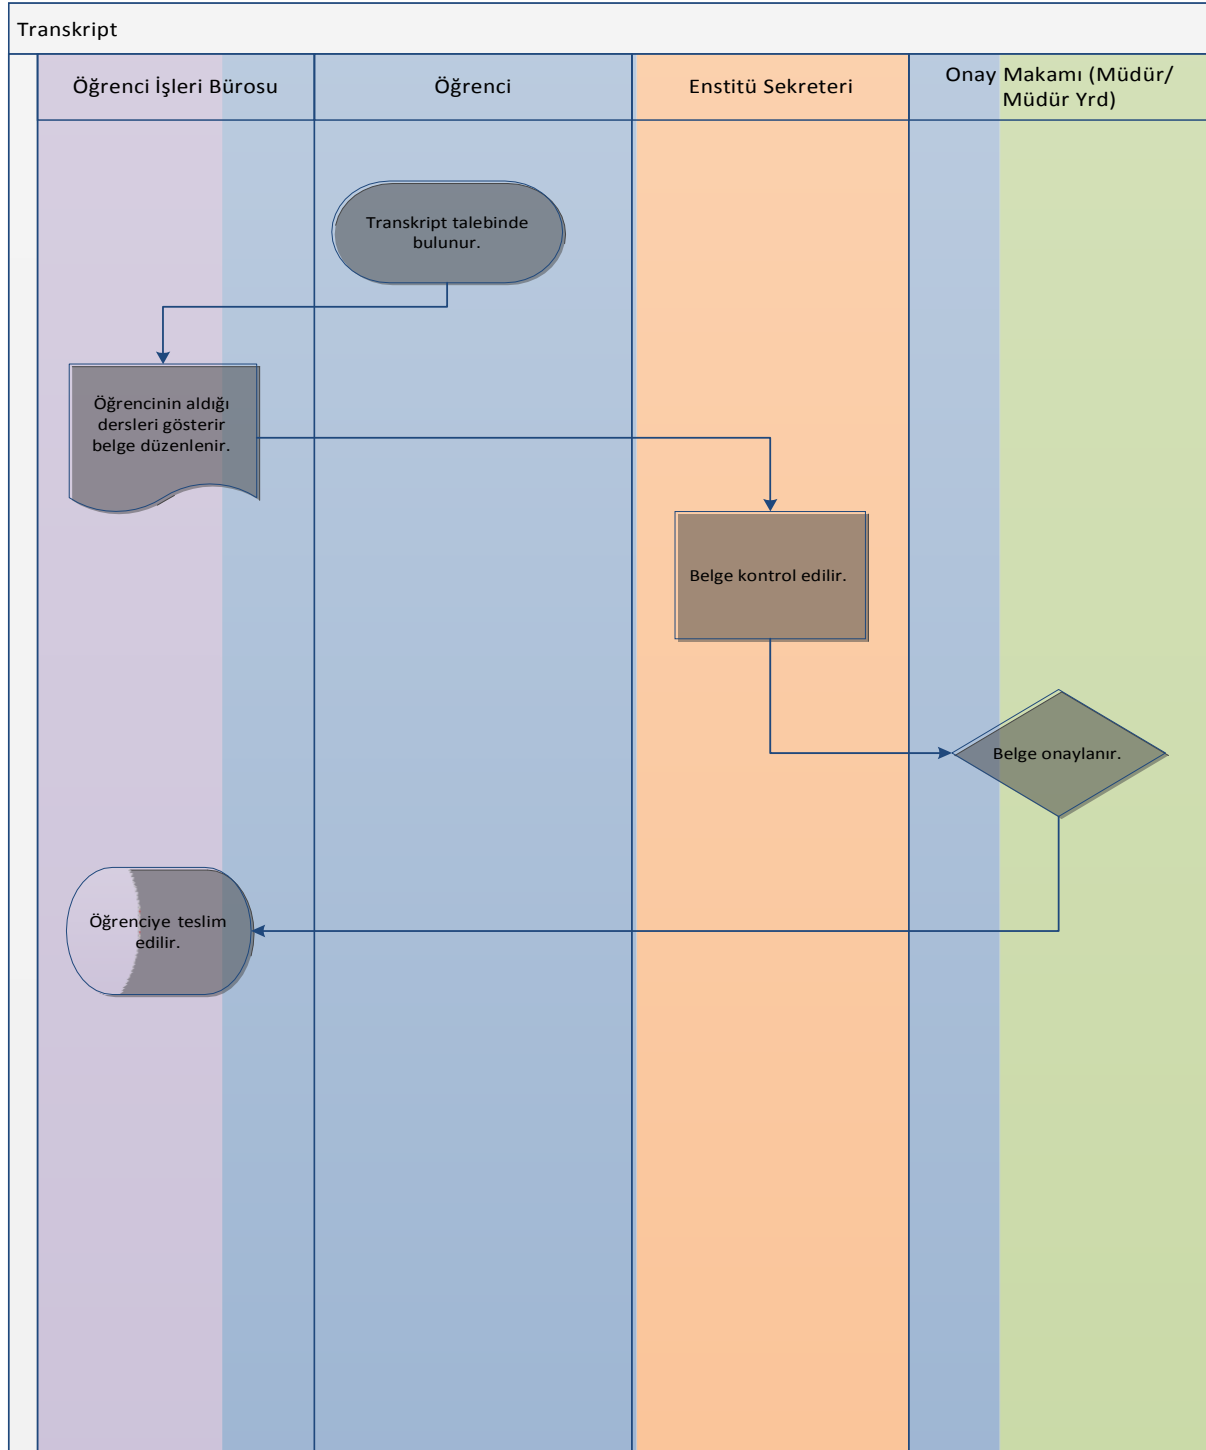 Transkript
Öğrenci İşleri Bürosu
Öğrenci
Enstitü Sekreteri
Onay Makamı (Müdür/
Müdür Yrd)
Transkript talebinde
bulunur.
Öğrencinin aldığı
dersleri gösterir
belge düzenlenir.
Belge kontrol edilir.
Belge onaylanır.
Öğrenciye teslim
edilir.